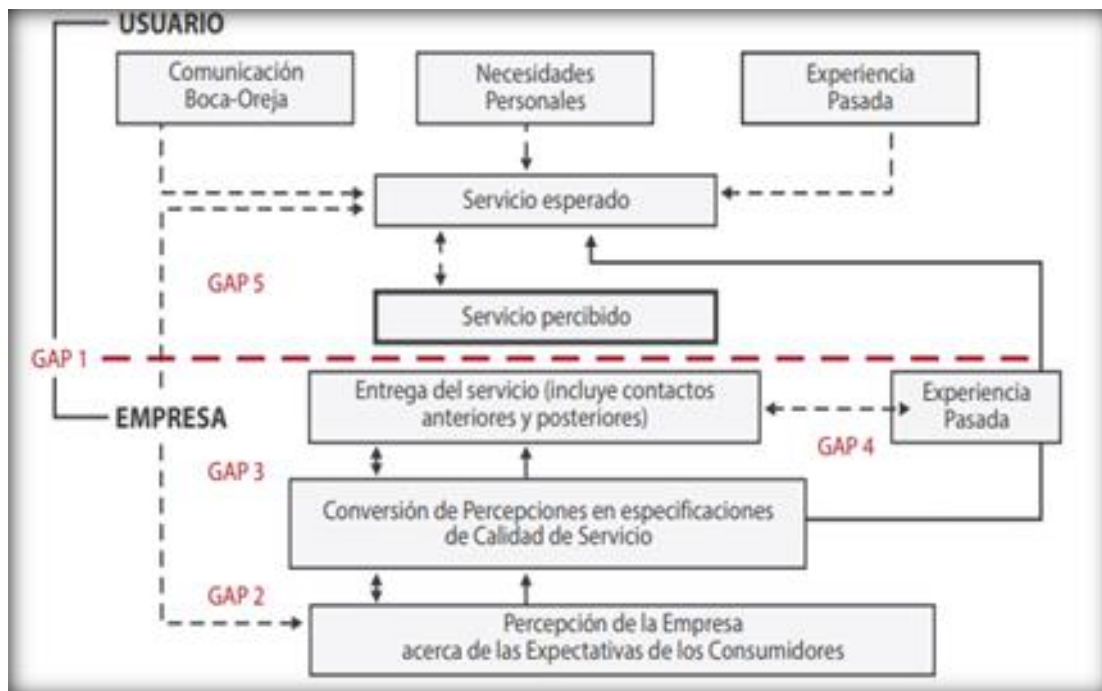 USUARIO
Comunicación
Boca-Oreja
Necesidades
Personales
Experiencia
Pasada
Servicio esperado
GAP 5
Servicio percibido
GAP 1
EMPRESA
Entrega del servicio (incluye contactos
anteriores y posteriores)
Experiencia
Pasada
GAP 4
GAP 3
Conversión de Percepciones en especificaciones
de Calidad de Servicio
GAP 2
Percepción de la Empresa
acerca de las Expectativas de los Consumidores